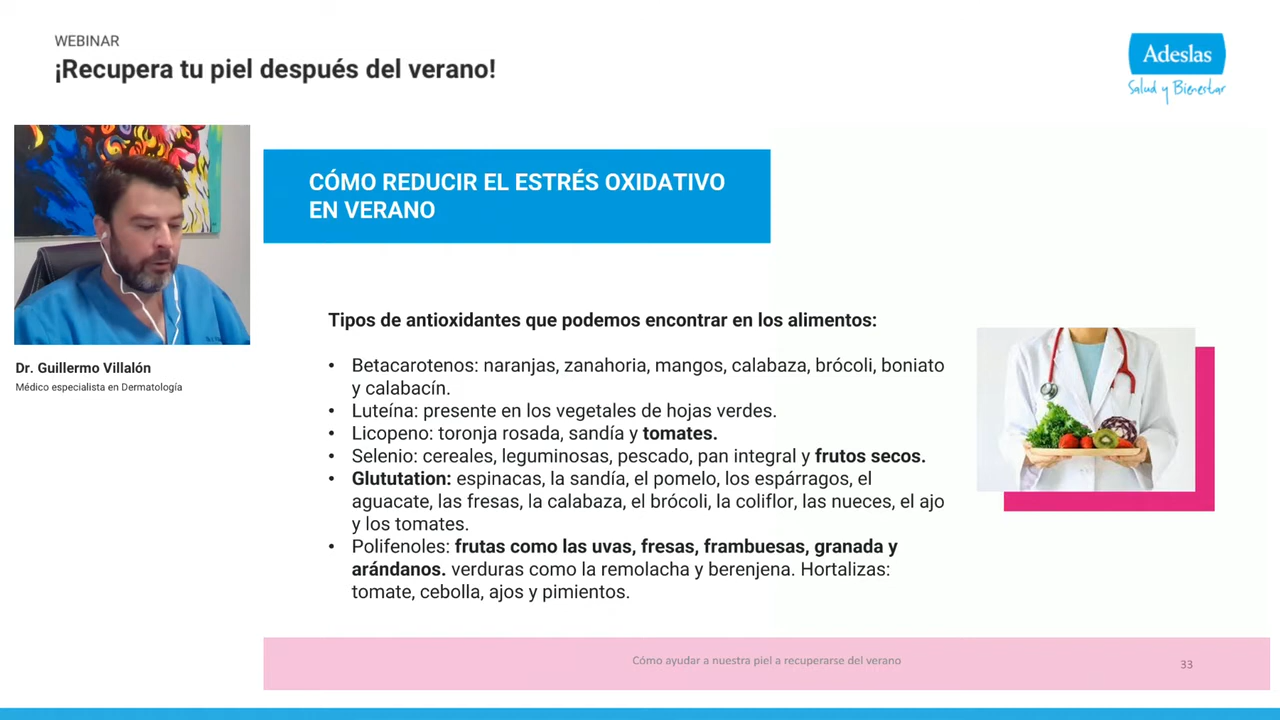 WEBINAR
¡Recupera tu piel después del verano!
Adeslas
Salud y Bienestar
Dr. Guillermo Villalón
Médico especialista en Dermatología
CÓMO REDUCIR EL ESTRÉS OXIDATIVO
EN VERANO
Tipos de antioxidantes que podemos encontrar en los alimentos:
• Betacarotenos: naranjas, zanahoria, mangos, calabaza, brócoli, boniato
y calabacín.
• Luteína: presente en los vegetales de hojas verdes.
• Licopeno: toronja rosada, sandía y tomates.
• Selenio: cereales, leguminosas, pescado, pan integral y frutos secos.
• Glututation: espinacas, la sandía, el pomelo, los espárragos, el
aguacate, las fresas, la calabaza, el brócoli, la coliflor, las nueces, el ajo
y los tomates.
• Polifenoles: frutas como las uvas, fresas, frambuesas, granada y
arándanos. verduras como la remolacha y berenjena. Hortalizas:
tomate, cebolla, ajos y pimientos.
Cómo ayudar a nuestra piel a recuperarse del verano
33